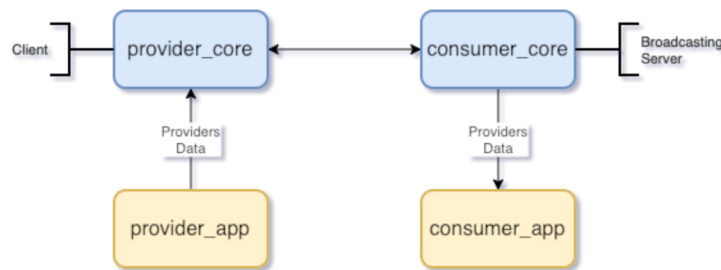 Client
provider_core
consumer_core
Broadcasting
Server
Providers
Data
Providers
Data
provider_app
consumer_app